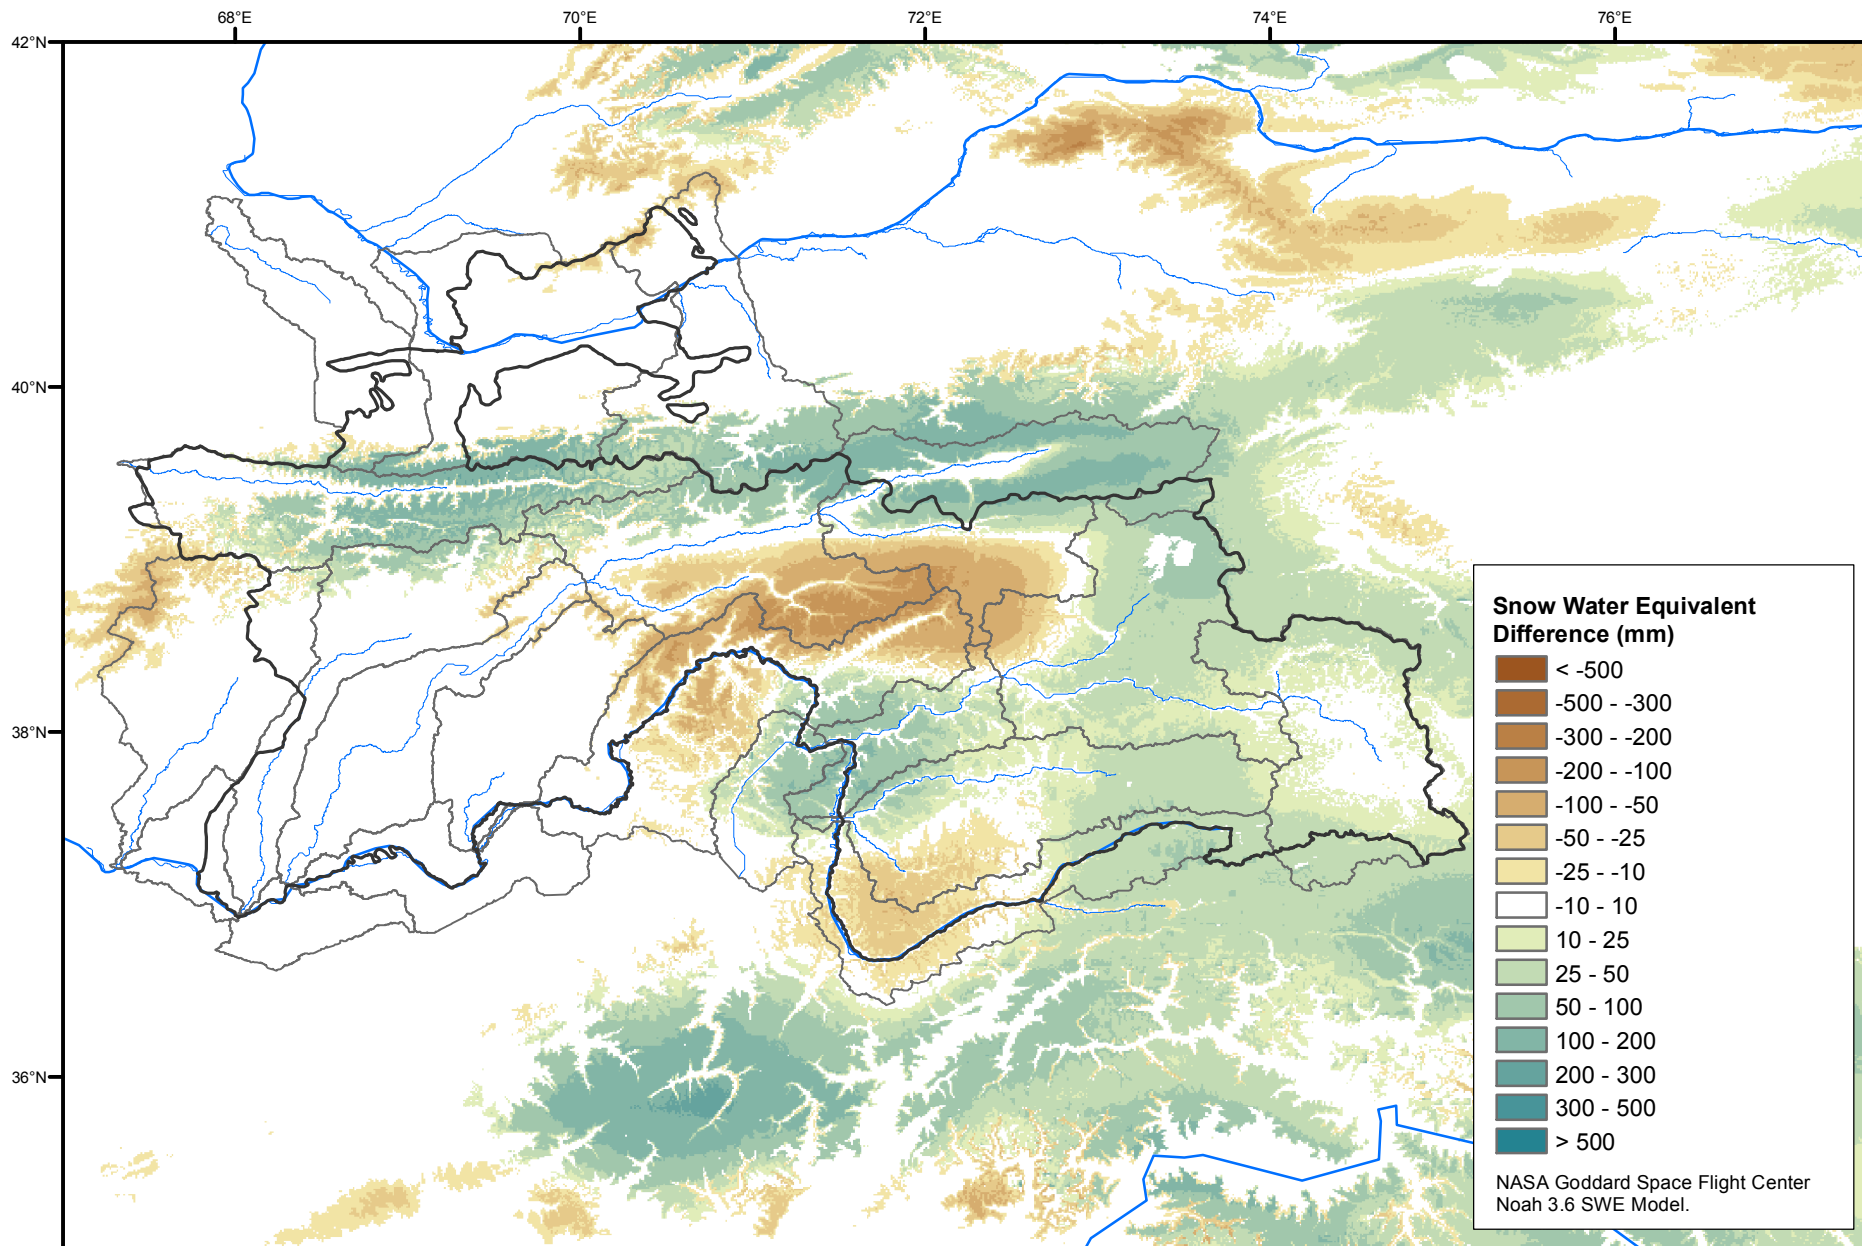 68°E
70°E
72°E
74°E
76°E
42°N
40°N
38°N
36°N
Snow Water Equivalent
Difference (mm)
< -500
-500 - -300
-300 - -200
-200 - -100
-100 - -50
-50 - -25
-25 - -10
-10 - 10
10 - 25
25 - 50
50 - 100
100 - 200
200 - 300
300 - 500
> 500
NASA Goddard Space Flight Center
Noah 3.6 SWE Model.